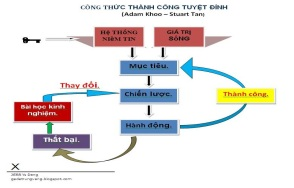 CÔNG THỨC THÀNH CÔNG TUYỆT ĐỈNH
(Adam Khoo – Stuart Tan)
HỆ THỐNG
NIỀM TIN
GIÁ TRỊ
SỐNG
Mục tiêu.
Thay đổi.
Chiến lược.
Thành công.
Bài học kinh
nghiệm.
Hành động.
Thất bại.